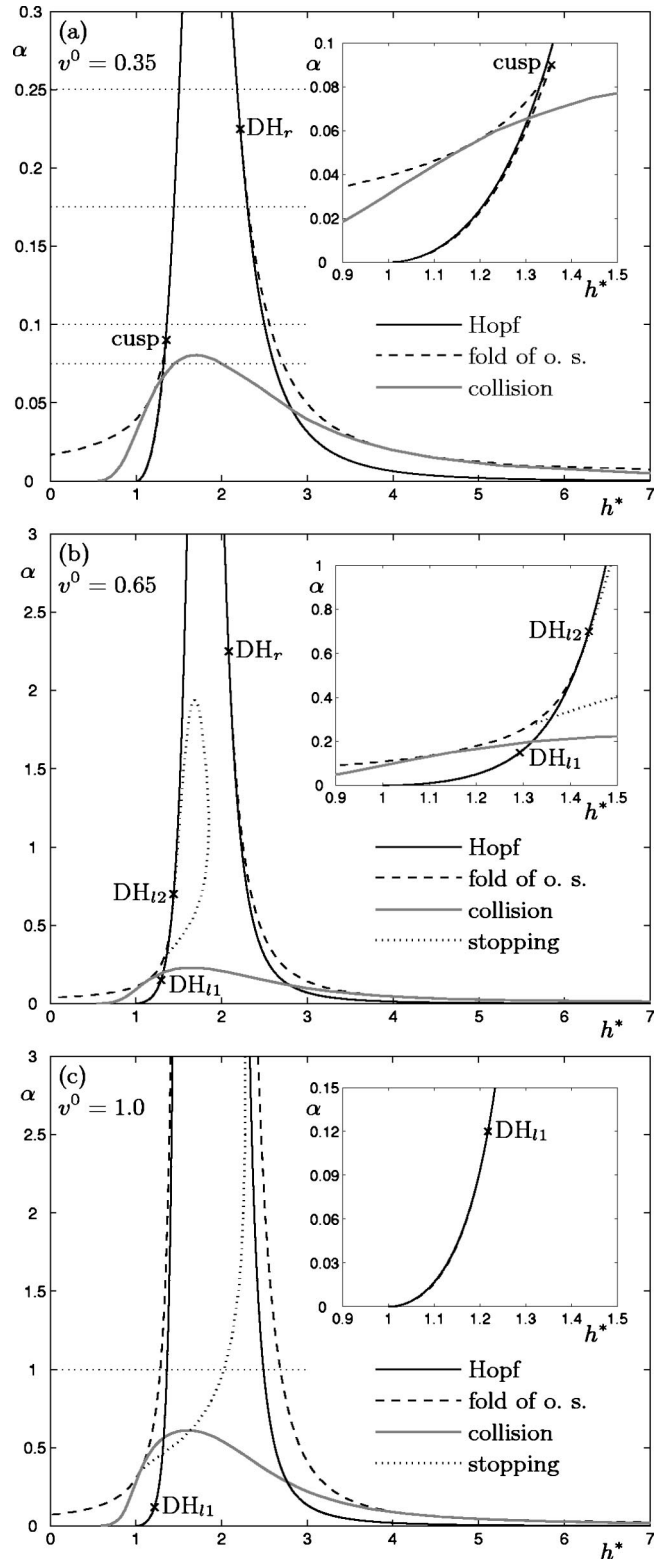 (a)
α
v⁰ = 0.35
0.3
0.25
0.2
0.15
0.1
0.05
0
0 1 2 3 4 5 6 7
h*
DH_r
cusp
α
0.1
0.08
0.06
0.04
0.02
0
0.9 1 1.1 1.2 1.3 1.4 1.5
h*
cusp
Hopf
fold of o. s.
collision
(b)
α
v⁰ = 0.65
3
2.5
2
1.5
1
0.5
0
0 1 2 3 4 5 6 7
h*
DH_r
DH_l2
DH_l1
α
1
0.8
0.6
0.4
0.2
0
0.9 1 1.1 1.2 1.3 1.4 1.5
h*
DH_l2
DH_l1
Hopf
fold of o. s.
collision
stopping
(c)
α
v⁰ = 1.0
3
2.5
2
1.5
1
0.5
0
0 1 2 3 4 5 6 7
h*
DH_l1
α
0.15
0.12
0.09
0.06
0.03
0
0.9 1 1.1 1.2 1.3 1.4 1.5
h*
DH_l1
Hopf
fold of o. s.
collision
stopping